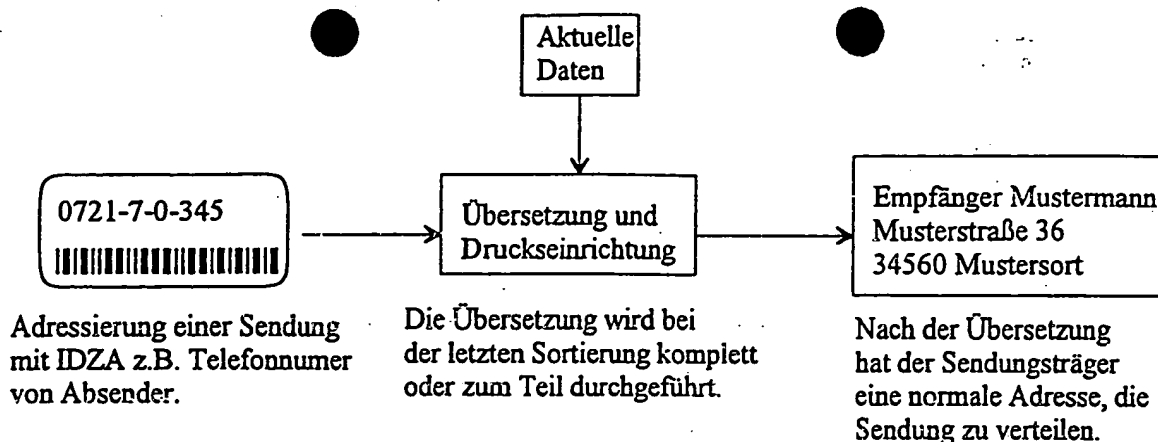 Aktuelle
Daten
0721-7-0-345
Übersetzung und
Druckseinrichtung
Empfänger Mustermann
Musterstraße 36
34560 Mustersort
Adressierung einer Sendung
mit IDZA z.B. Telefonnumer
von Absender.
Die Übersetzung wird bei
der letzten Sortierung komplett
oder zum Teil durchgeführt.
Nach der Übersetzung
hat der Sendungsträger
eine normale Adresse, die
Sendung zu verteilen.